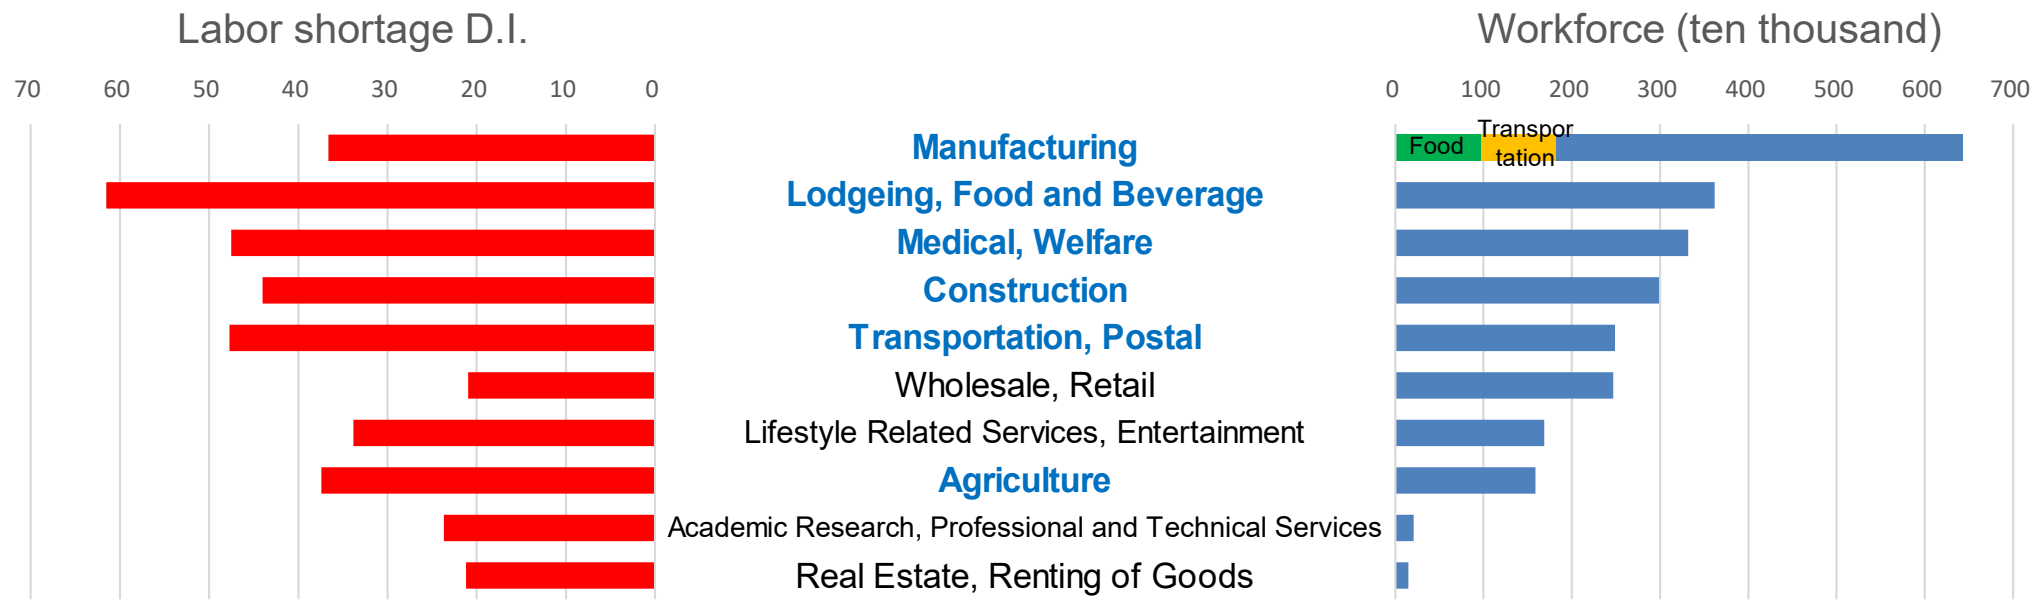 Labor shortage D.I.
Workforce (ten thousand)
70 60 50 40 30 20 10 0
0 100 200 300 400 500 600 700
Manufacturing
Food
Transpor
tation
Lodgeing, Food and Beverage
Medical, Welfare
Construction
Transportation, Postal
Wholesale, Retail
Lifestyle Related Services, Entertainment
Agriculture
Academic Research, Professional and Technical Services
Real Estate, Renting of Goods